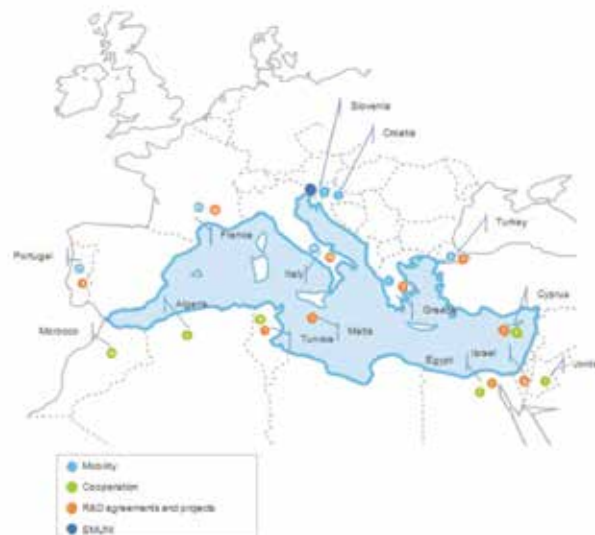 Slovenia
Croatia
Turkey
Portugal
France
Italy
Algeria
Greece
Cyprus
Morocco
Tunisia
Malta
Egypt
Israel
Mobility
Cooperation
R&D agreements and projects
EMUNI